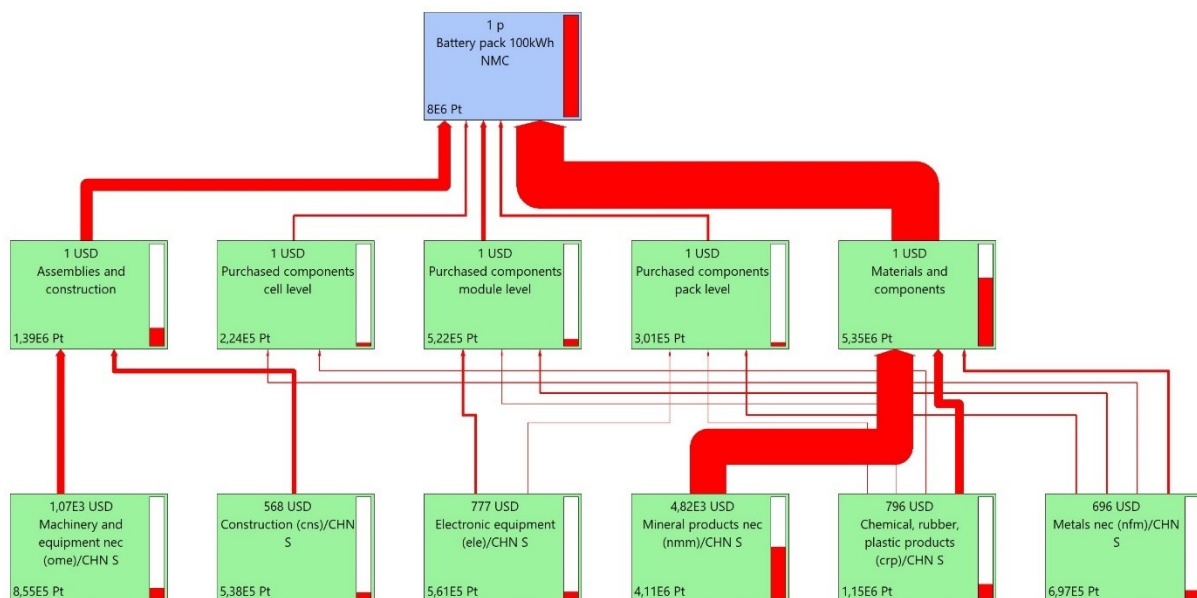 1 p
Battery pack 100kWh
NMC
8E6 Pt
1 USD
Assemblies and
construction
1,39E6 Pt
1 USD
Purchased components
cell level
2,24E5 Pt
1 USD
Purchased components
module level
5,22E5 Pt
1 USD
Purchased components
pack level
3,01E5 Pt
1 USD
Materials and
components
5,35E6 Pt
1,07E3 USD
Machinery and
equipment nec
(ome)/CHN S
8,55E5 Pt
568 USD
Construction (cns)/CHN
S
5,38E5 Pt
777 USD
Electronic equipment
(ele)/CHN S
5,61E5 Pt
4,82E3 USD
Mineral products nec
(nmm)/CHN S
4,11E6 Pt
796 USD
Chemical, rubber,
plastic products
(crp)/CHN S
1,15E6 Pt
696 USD
Metals nec (nfm)/CHN
S
6,97E5 Pt